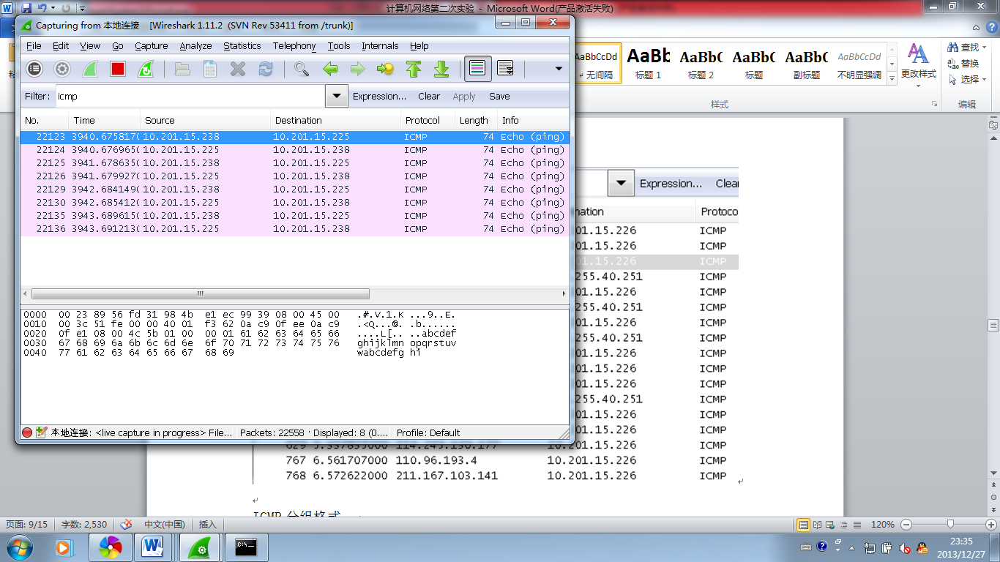 计算机网络第二次实验 - Microsoft Word(产品激活失败)
Capturing from 本地连接 [Wireshark 1.11.2 (SVN Rev 53411 from /trunk)]
File Edit View Go Capture Analyze Statistics Telephony Tools Internals Help
Filter: icmp Expression... Clear Apply Save
No. Time Source Destination Protocol Length Info
22123 3940.6758170 10.201.15.238 10.201.15.225 ICMP 74 Echo (ping)
22124 3940.6769650 10.201.15.225 10.201.15.238 ICMP 74 Echo (ping)
22125 3941.6786350 10.201.15.238 10.201.15.225 ICMP 74 Echo (ping)
22126 3941.6799270 10.201.15.225 10.201.15.238 ICMP 74 Echo (ping)
22129 3942.6841490 10.201.15.238 10.201.15.225 ICMP 74 Echo (ping)
22130 3942.6854120 10.201.15.225 10.201.15.238 ICMP 74 Echo (ping)
22135 3943.6896150 10.201.15.238 10.201.15.225 ICMP 74 Echo (ping)
22136 3943.6912130 10.201.15.225 10.201.15.238 ICMP 74 Echo (ping)
0000 00 23 89 56 fd 31 98 4b e1 ec 99 39 08 00 45 00 .#.V.1.K ...9..E.
0010 00 3c 51 fe 00 00 40 01 f3 62 0a c9 0f ee 0a c9 .<Q...@. .b......
0020 0f e1 08 00 4c 5b 01 00 00 01 61 62 63 64 65 66 ....L[.. ..abcdef
0030 67 68 69 6a 6b 6c 6d 6e 6f 70 71 72 73 74 75 76 ghijklmn opqrstuv
0040 77 61 62 63 64 65 66 67 68 69 wabcdefg hi
本地连接: <live capture in progress> File... Packets: 22558 · Displayed: 8 (0.... Profile: Default
AaBbCcDd AaBb AaBbC AaBbC AaBbC AaBbCcDd
无间隔 标题 1 标题 2 标题 副标题 不明显强调 更改样式
查找
替换
选择
样式 编辑
Expression... Clear
nation Protoco
01.15.226 ICMP
01.15.226 ICMP
01.15.226 ICMP
255.40.251 ICMP
01.15.226 ICMP
255.40.251 ICMP
01.15.226 ICMP
255.40.251 ICMP
01.15.226 ICMP
01.15.226 ICMP
01.15.226 ICMP
255.40.251 ICMP
01.15.226 ICMP
01.15.226 ICMP
10.201.15.226 ICMP
767 6.561707000 110.96.193.4 10.201.15.226 ICMP
768 6.572622000 211.167.103.141 10.201.15.226 ICMP
ICMP 分组格式
页面: 9/15 字数: 2,530 中文(中国) 插入 120%
23:35
2013/12/27